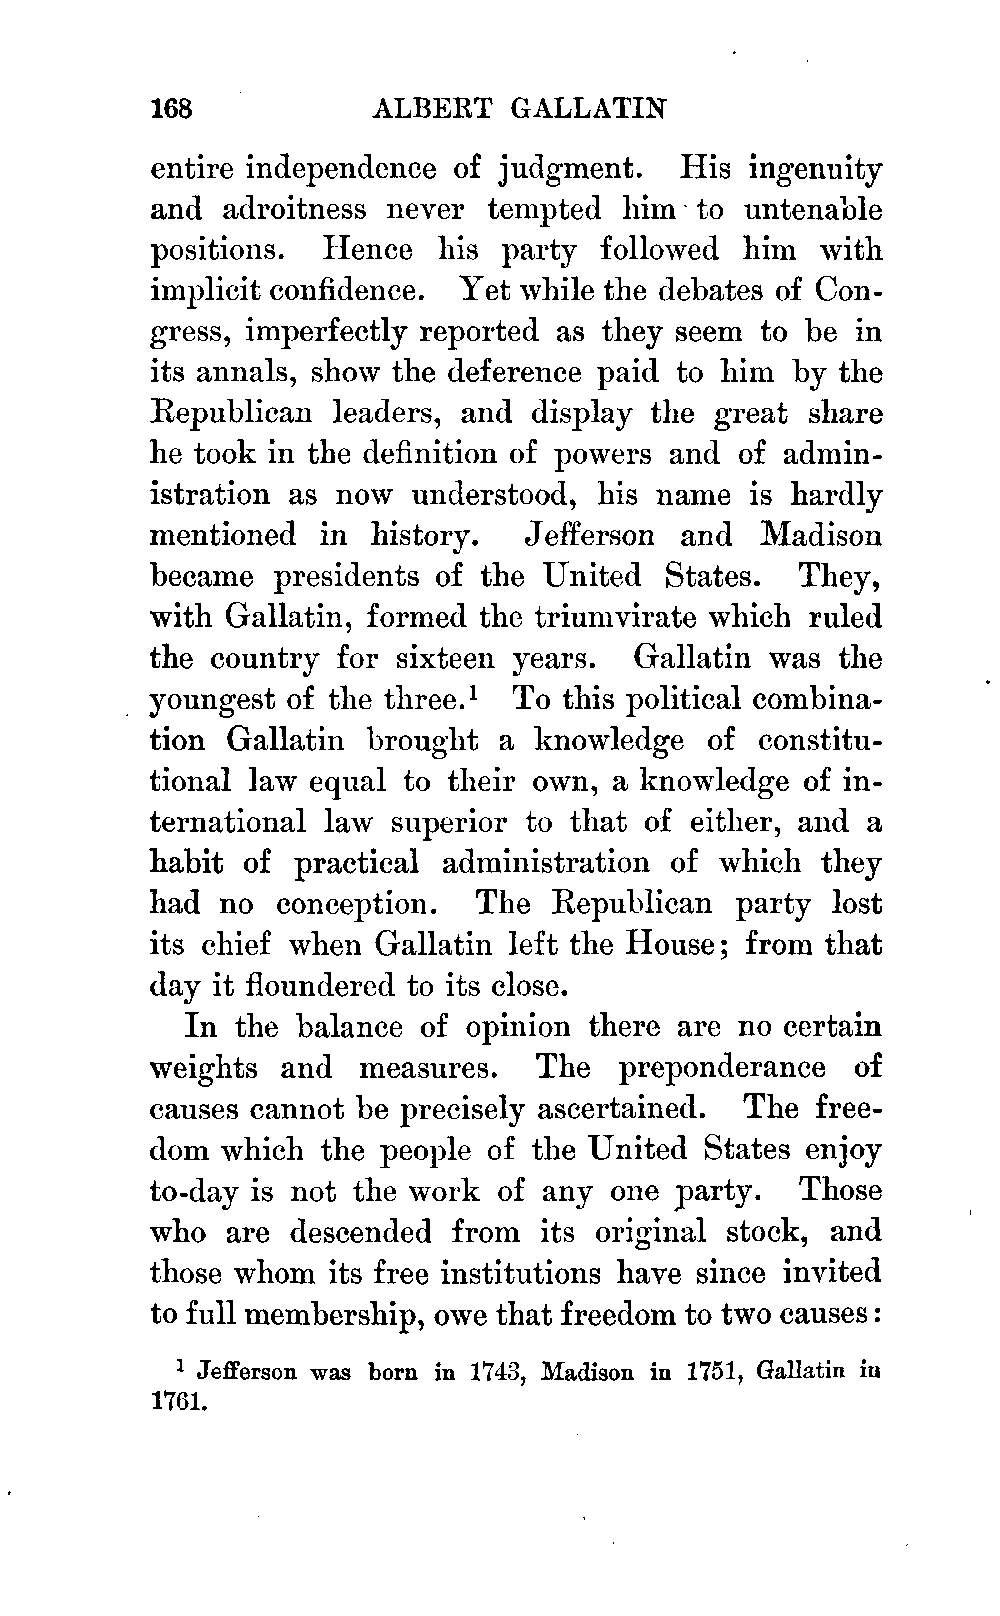 168 ALBERT GALLATIN
entire independence of judgment. His ingenuity
and adroitness never tempted him to untenable
positions. Hence his party followed him with
implicit confidence. Yet while the debates of Con-
gress, imperfectly reported as they seem to be in
its annals, show the deference paid to him by the
Republican leaders, and display the great share
he took in the definition of powers and of admin-
istration as now understood, his name is hardly
mentioned in history. Jefferson and Madison
became presidents of the United States. They,
with Gallatin, formed the triumvirate which ruled
the country for sixteen years. Gallatin was the
youngest of the three.¹ To this political combina-
tion Gallatin brought a knowledge of constitu-
tional law equal to their own, a knowledge of in-
ternational law superior to that of either, and a
habit of practical administration of which they
had no conception. The Republican party lost
its chief when Gallatin left the House; from that
day it floundered to its close.
In the balance of opinion there are no certain
weights and measures. The preponderance of
causes cannot be precisely ascertained. The free-
dom which the people of the United States enjoy
to-day is not the work of any one party. Those
who are descended from its original stock, and
those whom its free institutions have since invited
to full membership, owe that freedom to two causes:
¹ Jefferson was born in 1743, Madison in 1751, Gallatin in
1761.